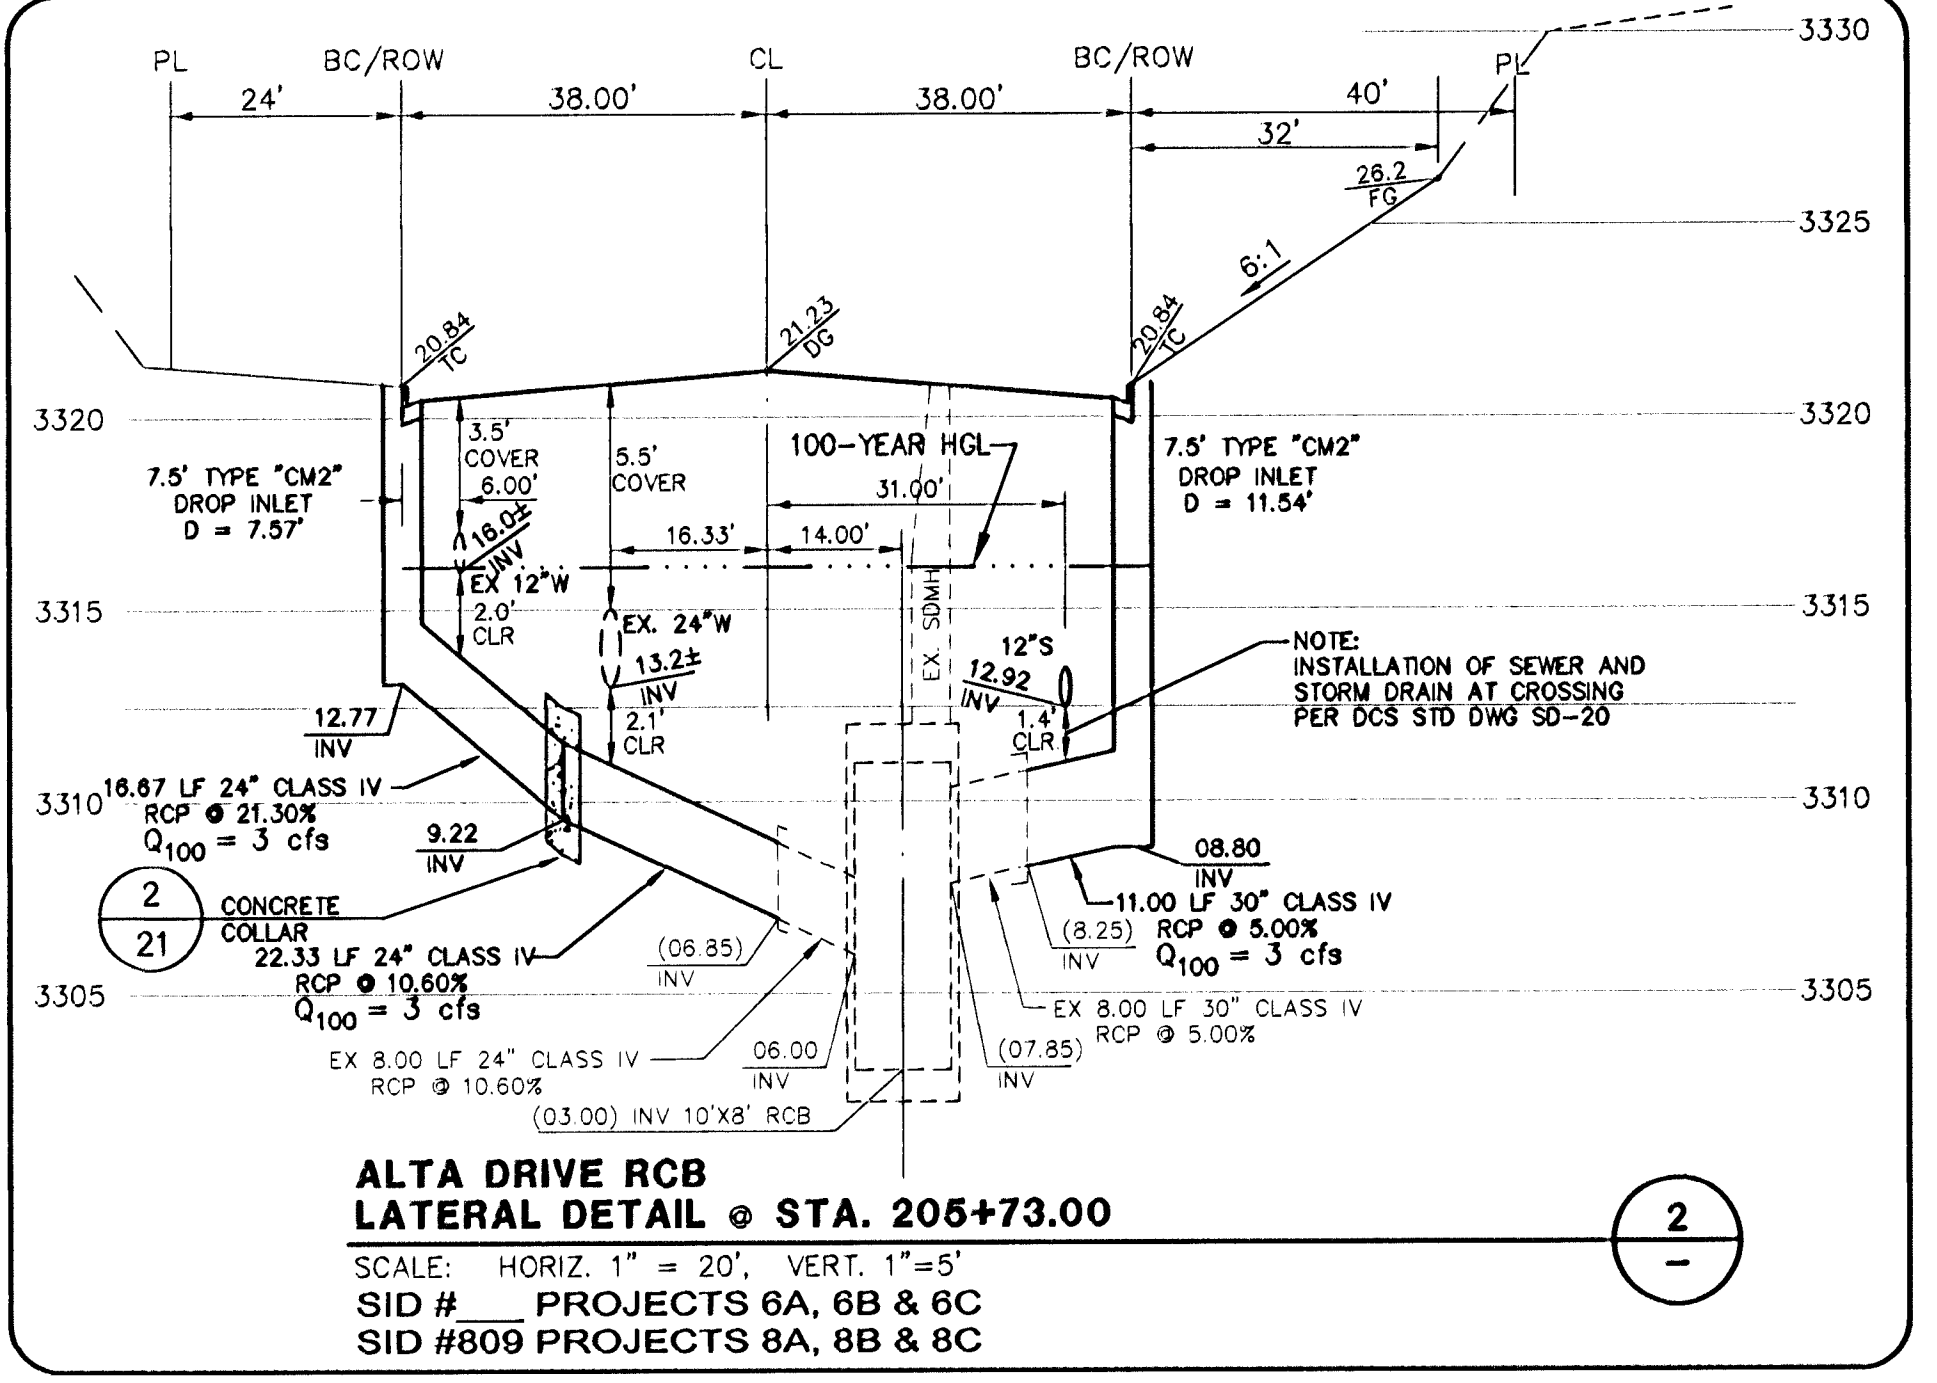 3330
PL
BC/ROW
CL
BC/ROW
PL
24'
38.00'
38.00'
40'
32'
26.2
FG
3325
6:1
20.84
TC
21.23
DG
20.84
TC
3320
3320
3.5'
COVER
6.00'
5.5'
COVER
100-YEAR HGL
31.00'
7.5' TYPE "CM2"
DROP INLET
D = 7.57'
7.5' TYPE "CM2"
DROP INLET
D = 11.54'
16.0±
INV
16.33'
14.00'
EX 12"W
2.0'
CLR
3315
3315
EX. 24"W
13.2±
INV
2.1'
CLR
EX. SDMH
12"S
12.92
INV
1.4'
CLR
NOTE:
INSTALLATION OF SEWER AND
STORM DRAIN AT CROSSING
PER DCS STD DWG SD-20
12.77
INV
16.67 LF 24" CLASS IV
RCP @ 21.30%
Q100 = 3 cfs
3310
3310
9.22
INV
08.80
INV
2
21
CONCRETE
COLLAR
22.33 LF 24" CLASS IV
RCP @ 10.60%
Q100 = 3 cfs
(06.85)
INV
(8.25)
INV
11.00 LF 30" CLASS IV
RCP @ 5.00%
Q100 = 3 cfs
3305
3305
EX 8.00 LF 24" CLASS IV
RCP @ 10.60%
06.00
INV
(07.85)
INV
EX 8.00 LF 30" CLASS IV
RCP @ 5.00%
(03.00) INV 10'X8' RCB
ALTA DRIVE RCB
LATERAL DETAIL @ STA. 205+73.00
2
-
SCALE: HORIZ. 1" = 20', VERT. 1"=5'
SID #___ PROJECTS 6A, 6B & 6C
SID #809 PROJECTS 8A, 8B & 8C